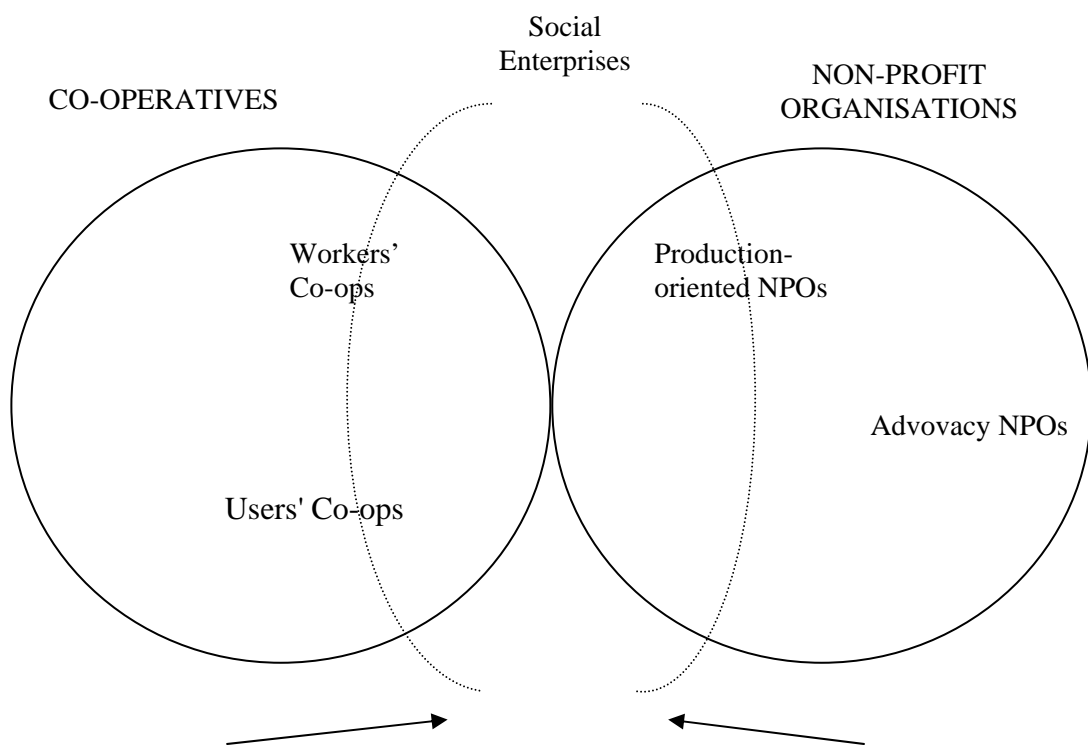 Social
Enterprises
CO-OPERATIVES
NON-PROFIT
ORGANISATIONS
Workers’
Co-ops
Production-
oriented NPOs
Advovacy NPOs
Users' Co-ops